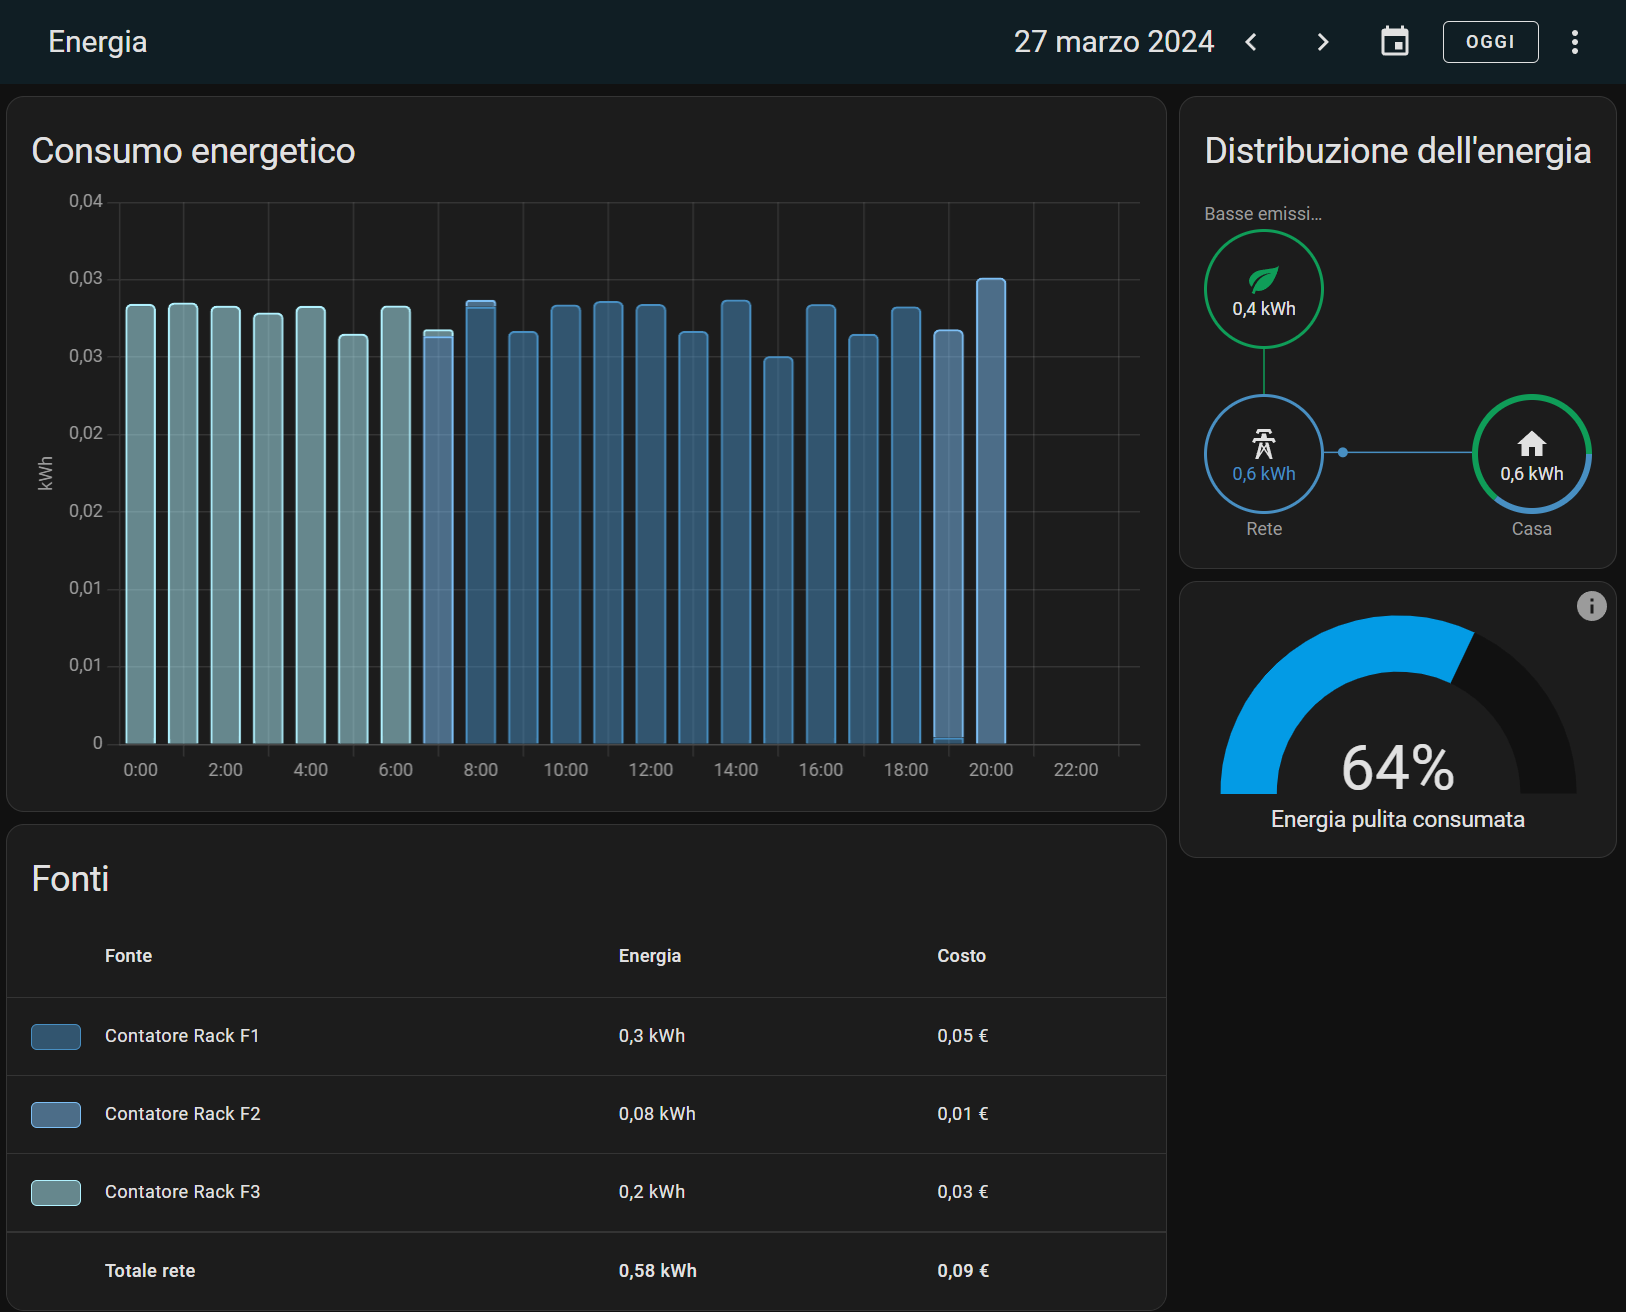 Energia
27 marzo 2024
OGGI
Consumo energetico
0,04
0,03
0,03
0,02
0,02
0,01
0,01
0
kWh
0:00 2:00 4:00 6:00 8:00 10:00 12:00 14:00 16:00 18:00 20:00 22:00
Distribuzione dell'energia
Basse emissi...
0,4 kWh
0,6 kWh
Rete
0,6 kWh
Casa
64%
Energia pulita consumata
Fonti
Fonte Energia Costo
Contatore Rack F1 0,3 kWh 0,05 €
Contatore Rack F2 0,08 kWh 0,01 €
Contatore Rack F3 0,2 kWh 0,03 €
Totale rete 0,58 kWh 0,09 €